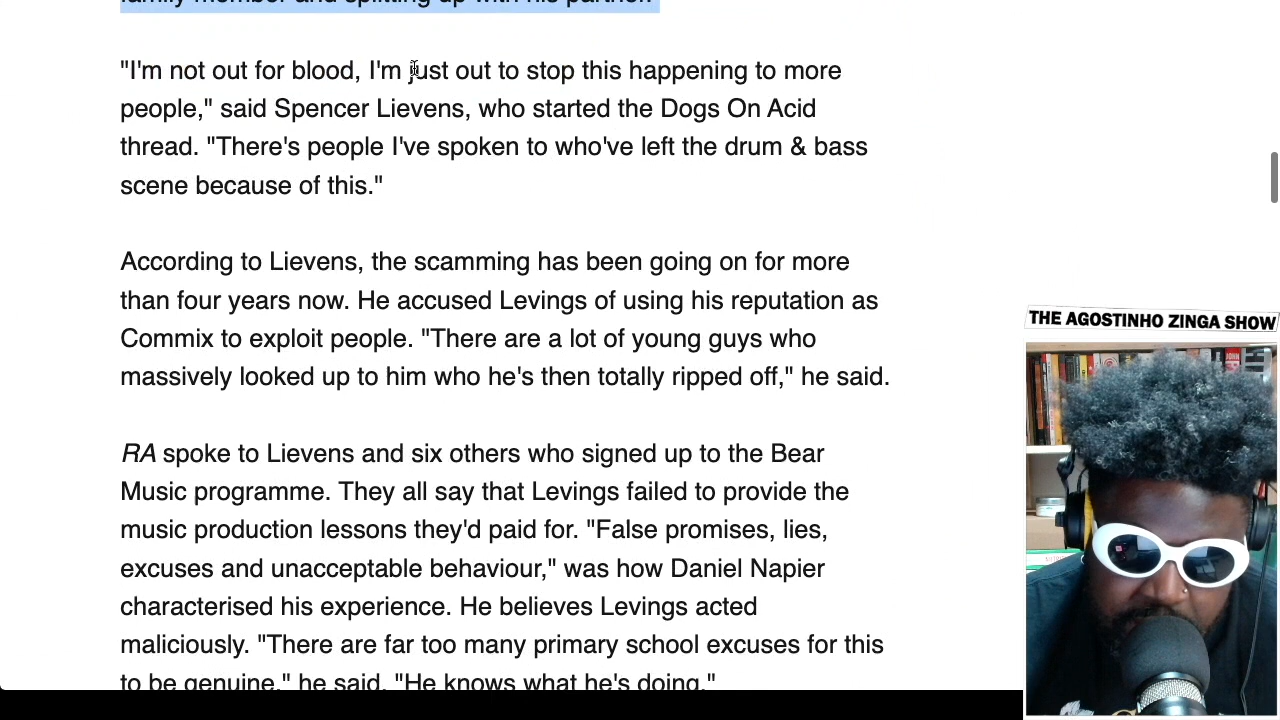 family member and splitting up with his partner.
"I'm not out for blood, I'm just out to stop this happening to more
people," said Spencer Lievens, who started the Dogs On Acid
thread. "There's people I've spoken to who've left the drum & bass
scene because of this."
According to Lievens, the scamming has been going on for more
than four years now. He accused Levings of using his reputation as
Commix to exploit people. "There are a lot of young guys who
massively looked up to him who he's then totally ripped off," he said.
RA spoke to Lievens and six others who signed up to the Bear
Music programme. They all say that Levings failed to provide the
music production lessons they'd paid for. "False promises, lies,
excuses and unacceptable behaviour," was how Daniel Napier
characterised his experience. He believes Levings acted
maliciously. "There are far too many primary school excuses for this
to be genuine," he said. "He knows what he's doing."
THE AGOSTINHO ZINGA SHOW